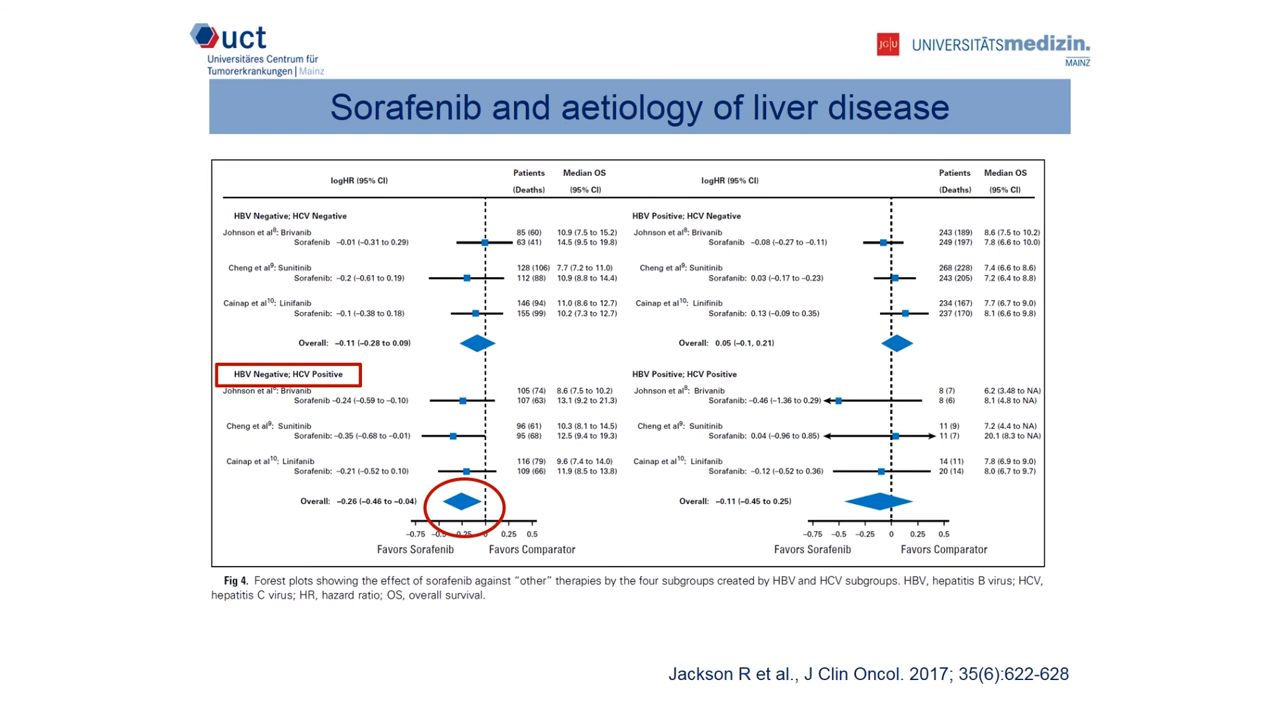 uct
Universitäres Centrum für
Tumorerkrankungen | Mainz
JG|U UNIVERSITÄTSmedizin.
MAINZ
Sorafenib and aetiology of liver disease
logHR (95% CI) Patients (Deaths) Median OS (95% CI)
HBV Negative; HCV Negative
Johnson et al8: Brivanib 85 (60) 10.9 (7.5 to 15.2)
Sorafenib −0.01 (−0.31 to 0.29) 63 (41) 14.5 (9.5 to 19.8)
Cheng et al9: Sunitinib 128 (106) 7.7 (7.2 to 11.0)
Sorafenib: −0.2 (−0.61 to 0.19) 112 (88) 10.9 (8.8 to 14.4)
Cainap et al10: Linifanib 146 (94) 11.0 (8.6 to 12.7)
Sorafenib: −0.1 (−0.38 to 0.18) 155 (99) 10.2 (7.3 to 12.7)
Overall: −0.11 (−0.28 to 0.09)
HBV Negative; HCV Positive
Johnson et al8: Brivanib 105 (74) 8.6 (7.5 to 10.2)
Sorafenib −0.24 (−0.59 to −0.10) 107 (63) 13.1 (9.2 to 21.3)
Cheng et al9: Sunitinib 96 (61) 10.3 (8.1 to 14.5)
Sorafenib: −0.35 (−0.68 to −0.01) 95 (68) 12.5 (9.4 to 19.3)
Cainap et al10: Linifanib 116 (79) 9.6 (7.4 to 14.0)
Sorafenib: −0.21 (−0.52 to 0.10) 109 (66) 11.9 (8.5 to 13.8)
Overall: −0.26 (−0.46 to −0.04)
−0.75 −0.5 −0.25 0 0.25 0.5
Favors Sorafenib Favors Comparator
logHR (95% CI) Patients (Deaths) Median OS (95% CI)
HBV Positive; HCV Negative
Johnson et al8: Brivanib 243 (189) 8.6 (7.5 to 10.2)
Sorafanib −0.08 (−0.27 to −0.11) 249 (197) 7.8 (6.6 to 10.0)
Cheng et al9: Sunitinib 268 (228) 7.4 (6.6 to 8.6)
Sorafanib: 0.03 (−0.17 to −0.23) 243 (205) 7.2 (6.4 to 8.8)
Cainap et al10: Linifinib 234 (167) 7.7 (6.7 to 9.0)
Sorafanib: 0.13 (−0.09 to 0.35) 237 (170) 8.1 (6.6 to 9.8)
Overall: 0.05 (−0.1, 0.21)
HBV Positive; HCV Positive
Johnson et al8: Brivanib 8 (7) 6.2 (3.48 to NA)
Sorafanib: −0.46 (−1.36 to 0.29) 8 (6) 8.1 (4.8 to NA)
Cheng et al9: Sunitinib 11 (9) 7.2 (4.4 to NA)
Sorafanib: 0.04 (−0.96 to 0.85) 11 (7) 20.1 (8.3 to NA)
Cainap et al10: Linifanib 14 (11) 7.8 (6.9 to 9.0)
Sorafanib: −0.12 (−0.52 to 0.36) 20 (14) 8.0 (6.7 to 9.7)
Overall: −0.11 (−0.45 to 0.25)
−0.75 −0.5 −0.25 0 0.25 0.5
Favors Sorafenib Favors Comparator
Fig 4. Forest plots showing the effect of sorafenib against “other” therapies by the four subgroups created by HBV and HCV subgroups. HBV, hepatitis B virus; HCV,
hepatitis C virus; HR, hazard ratio; OS, overall survival.
Jackson R et al., J Clin Oncol. 2017; 35(6):622-628